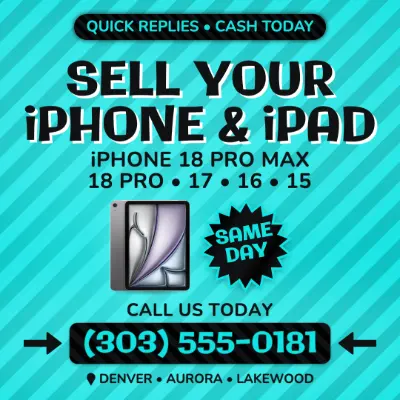 QUICK REPLIES • CASH TODAY
SELL YOUR
iPHONE & iPAD
iPHONE 18 PRO MAX
18 PRO • 17 • 16 • 15
SAME
DAY
CALL US TODAY
(303) 555-0181
DENVER • AURORA • LAKEWOOD